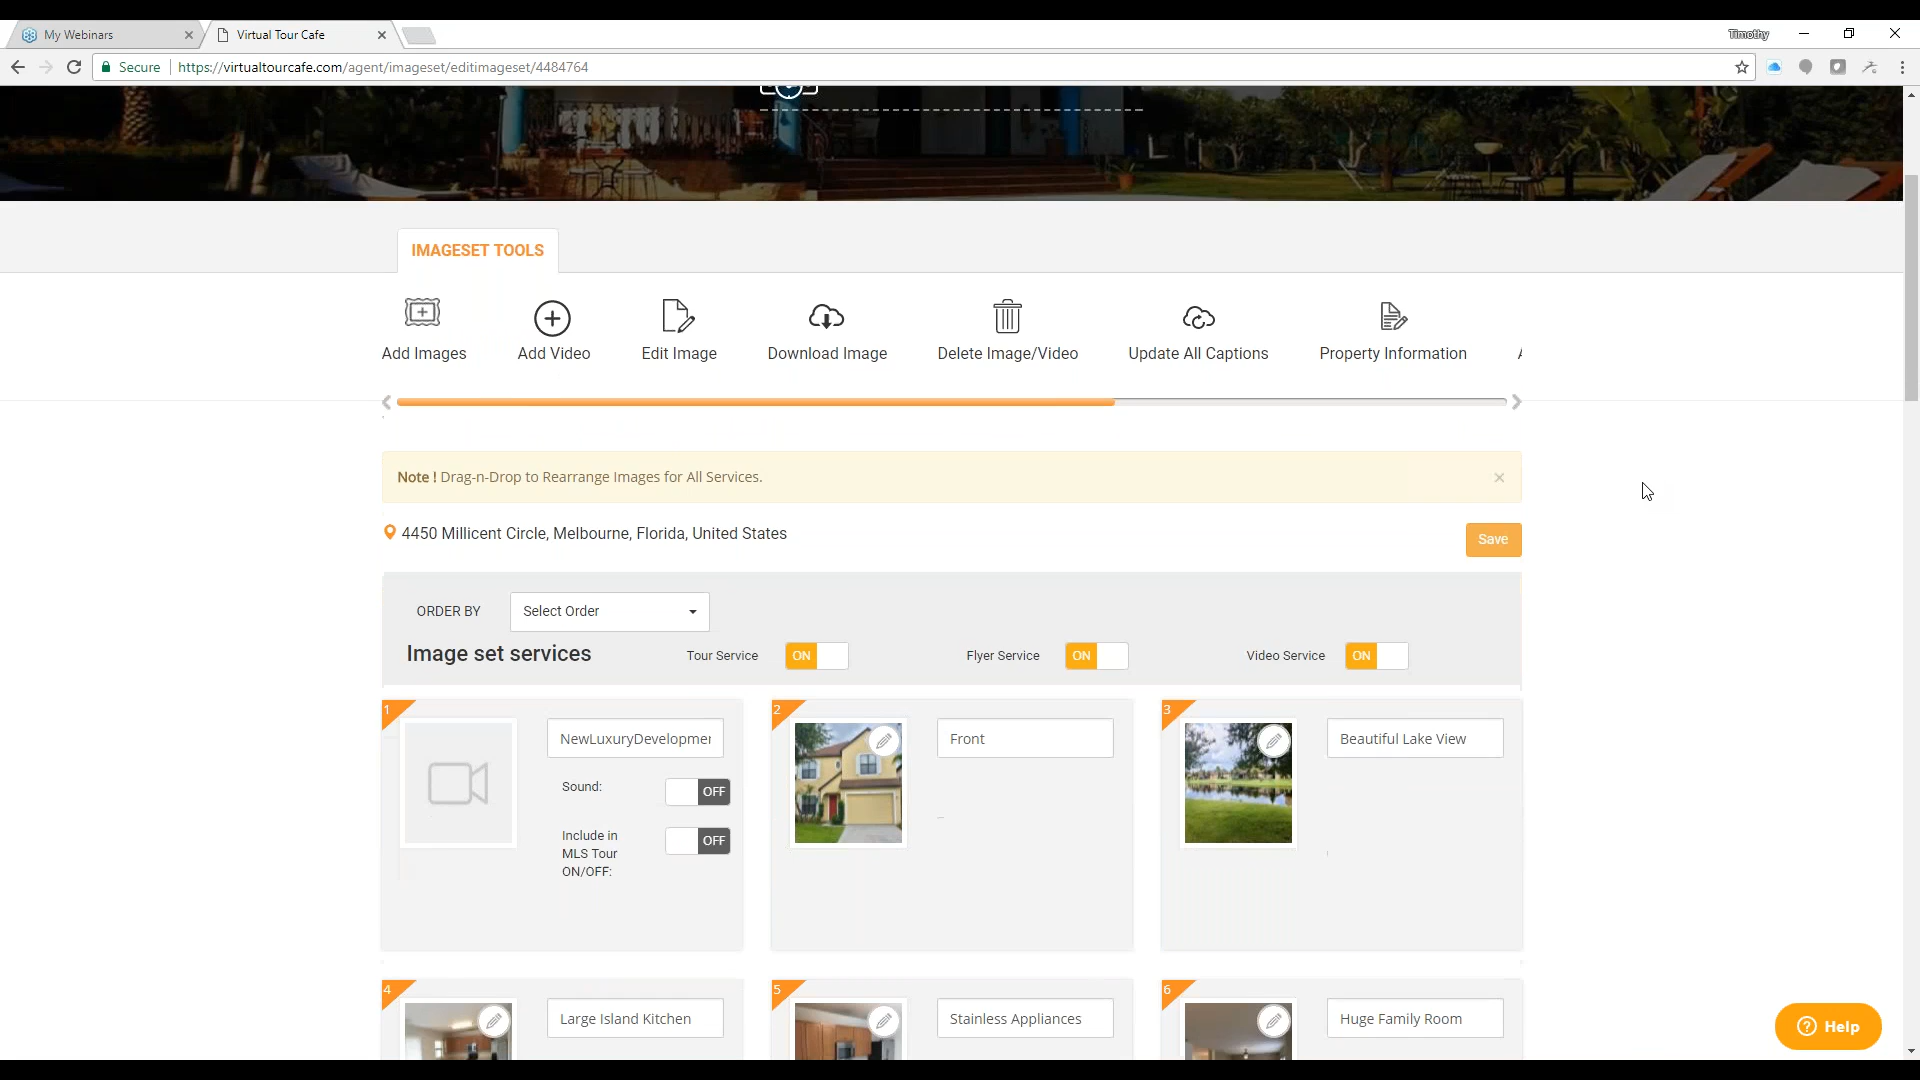 My Webinars
Virtual Tour Cafe
Timothy
Secure
https://virtualtourcafe.com/agent/imageset/editimageset/4484764
IMAGESET TOOLS
Add Images
Add Video
Edit Image
Download Image
Delete Image/Video
Update All Captions
Property Information
Note ! Drag-n-Drop to Rearrange Images for All Services.
4450 Millicent Circle, Melbourne, Florida, United States
Save
ORDER BY
Select Order
Image set services
Tour Service
ON
Flyer Service
ON
Video Service
ON
1
NewLuxuryDevelopmer
Sound:
OFF
Include in
MLS Tour
ON/OFF:
OFF
2
Front
3
Beautiful Lake View
4
Large Island Kitchen
5
Stainless Appliances
6
Huge Family Room
Help